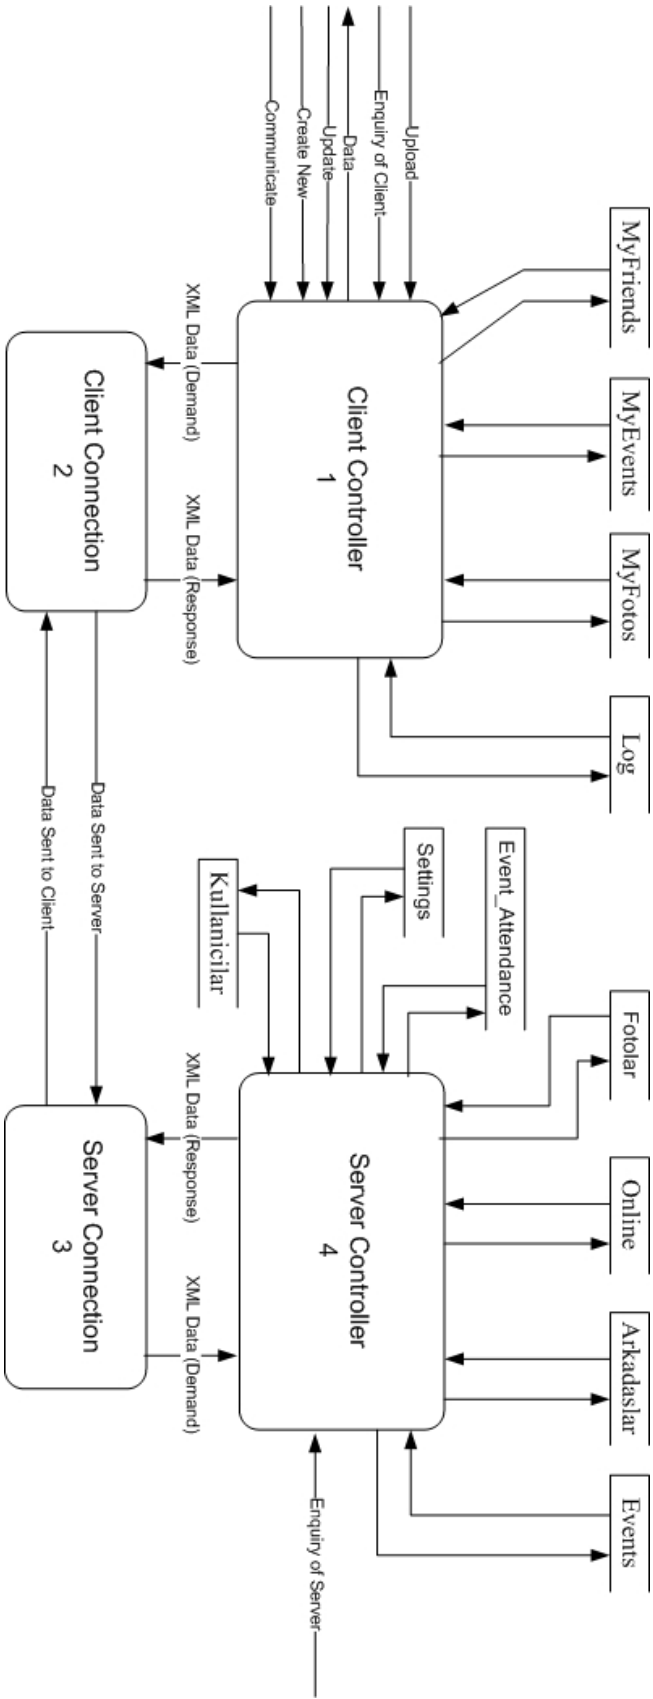 MyFriends
MyEvents
MyFotos
Log
Fotolar
Online
Arkadaslar
Events
Event_Attendance
Settings
Kullanicilar
Upload
Enquiry of Client
Data
Update
Create New
Communicate
Client Controller
1
Server Controller
4
Enquiry of Server
XML Data (Demand)
XML Data (Response)
XML Data (Response)
XML Data (Demand)
Client Connection
2
Data Sent to Server
Data Sent to Client
Server Connection
3